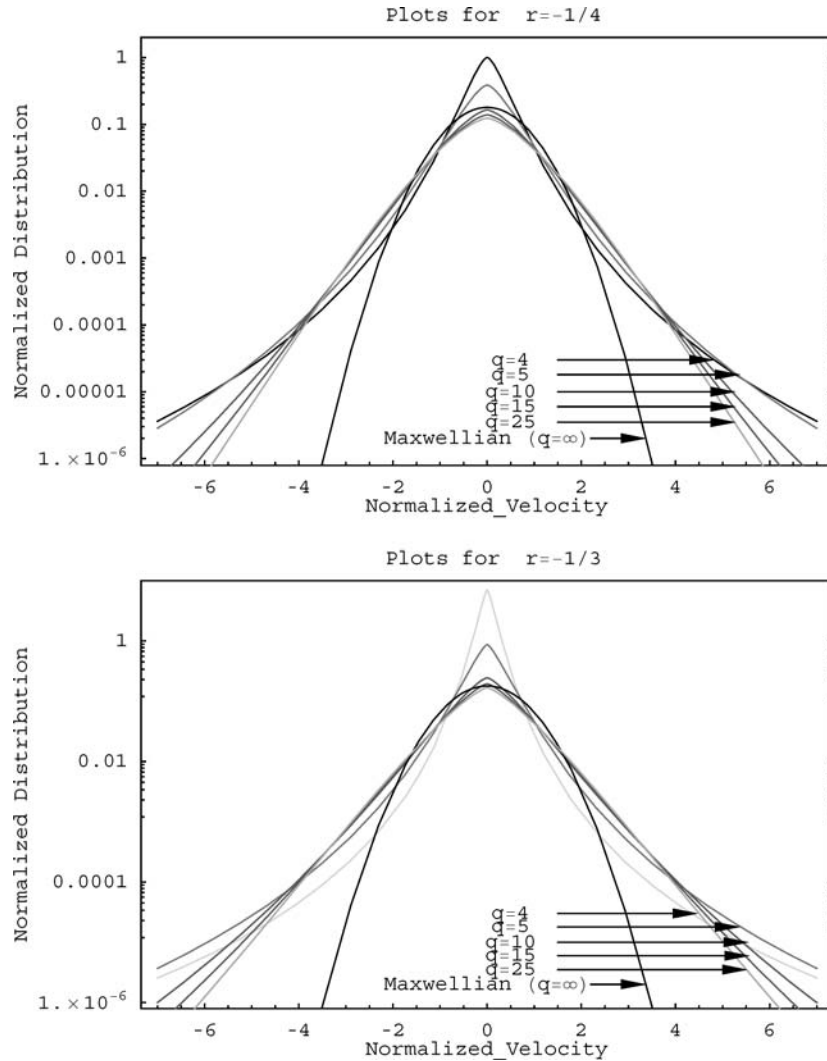 Plots for r=-1/4
Normalized Distribution
1
0.1
0.01
0.001
0.0001
0.00001
1.×10⁻⁶
q=4
q=5
q=10
q=15
q=25
Maxwellian (q=∞)
-6 -4 -2 0 2 4 6
Normalized_Velocity
Plots for r=-1/3
Normalized Distribution
1
0.01
0.0001
1.×10⁻⁶
q=4
q=5
q=10
q=15
q=25
Maxwellian (q=∞)
-6 -4 -2 0 2 4 6
Normalized_Velocity